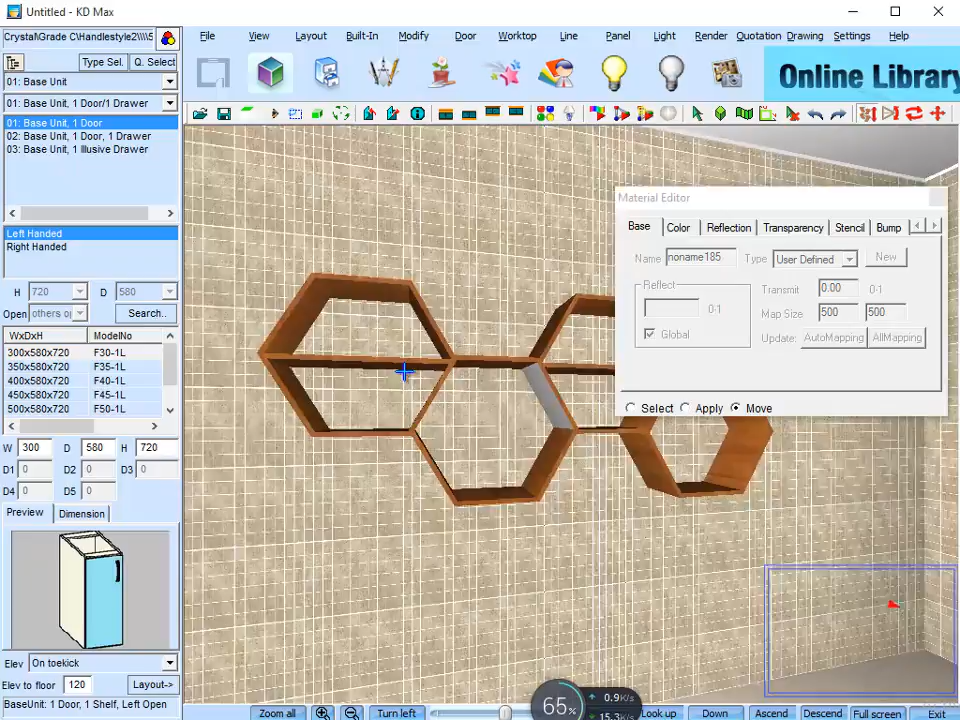 Untitled - KD Max
Crystal\Grade C\Handlestyle2\\\\5
File View Layout Built-In Modify Door Worktop Line Panel Light Render Quotation Drawing Settings Help
Type Sel. Q. Select
Online Library
01: Base Unit
01: Base Unit, 1 Door/1 Drawer
01: Base Unit, 1 Door
02: Base Unit, 1 Door, 1 Drawer
03: Base Unit, 1 Illusive Drawer
Left Handed
Right Handed
H 720 D 580
Open others o Search..
WxDxH ModelNo
300x580x720 F30-1L
350x580x720 F35-1L
400x580x720 F40-1L
450x580x720 F45-1L
500x580x720 F50-1L
W 300 D 580 H 720
D1 0 D2 0 D3 0
D4 0 D5 0
Preview Dimension
Elev On toekick
Elev to floor 120 Layout->
BaseUnit: 1 Door, 1 Shelf, Left Open
Material Editor
Base Color Reflection Transparency Stencil Bump
Name noname185 Type User Defined New
Reflect
0-1
Global
Transmit 0.00 0-1
Map Size 500 500
Update: AutoMapping AllMapping
Select Apply Move
65% 0.9K/s
15.3K/s
Zoom all Turn left Look up Down Ascend Descend Full screen Exit